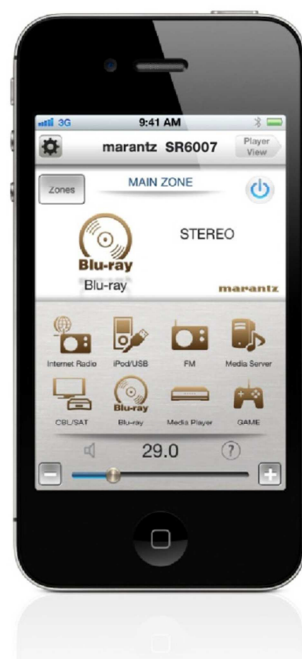 3G 9:41 AM
marantz SR6007 Player View
Zones MAIN ZONE
STEREO
Blu-ray
Blu-ray marantz
Internet Radio iPod/USB FM Media Server
Blu-ray
CBL/SAT Blu-ray Media Player GAME
29.0 ?
− +